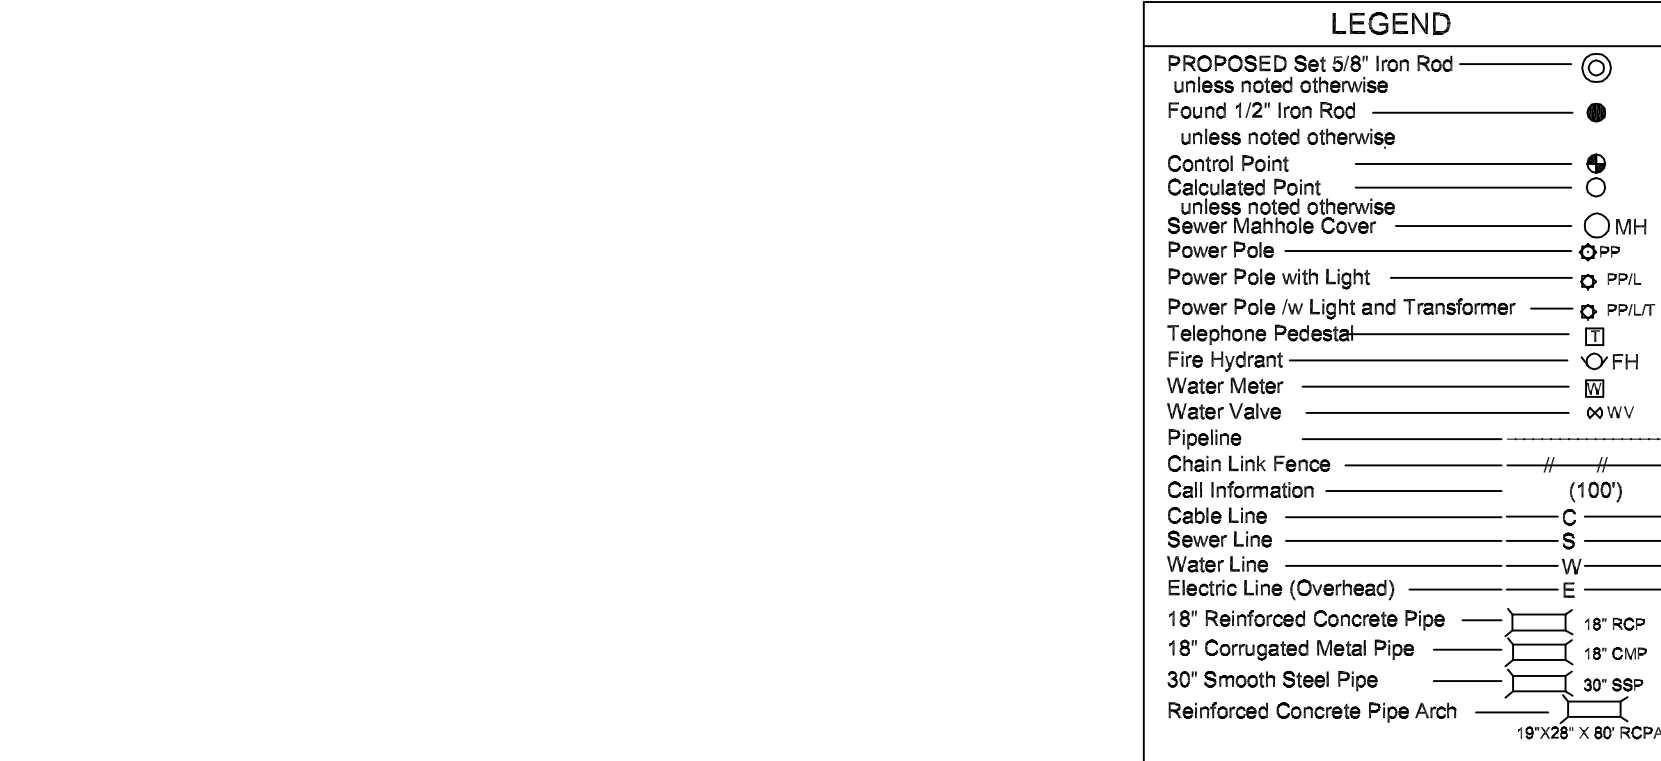 LEGEND
PROPOSED Set 5/8" Iron Rod
unless noted otherwise
Found 1/2" Iron Rod
unless noted otherwise
Control Point
Calculated Point
unless noted otherwise
Sewer Mahhole Cover MH
Power Pole PP
Power Pole with Light PP/L
Power Pole /w Light and Transformer PP/L/T
Telephone Pedestal T
Fire Hydrant FH
Water Meter W
Water Valve WV
Pipeline
Chain Link Fence //  //
Call Information (100')
Cable Line C
Sewer Line S
Water Line W
Electric Line (Overhead) E
18" Reinforced Concrete Pipe 18" RCP
18" Corrugated Metal Pipe 18" CMP
30" Smooth Steel Pipe 30" SSP
Reinforced Concrete Pipe Arch
19"X28" X 80' RCPA